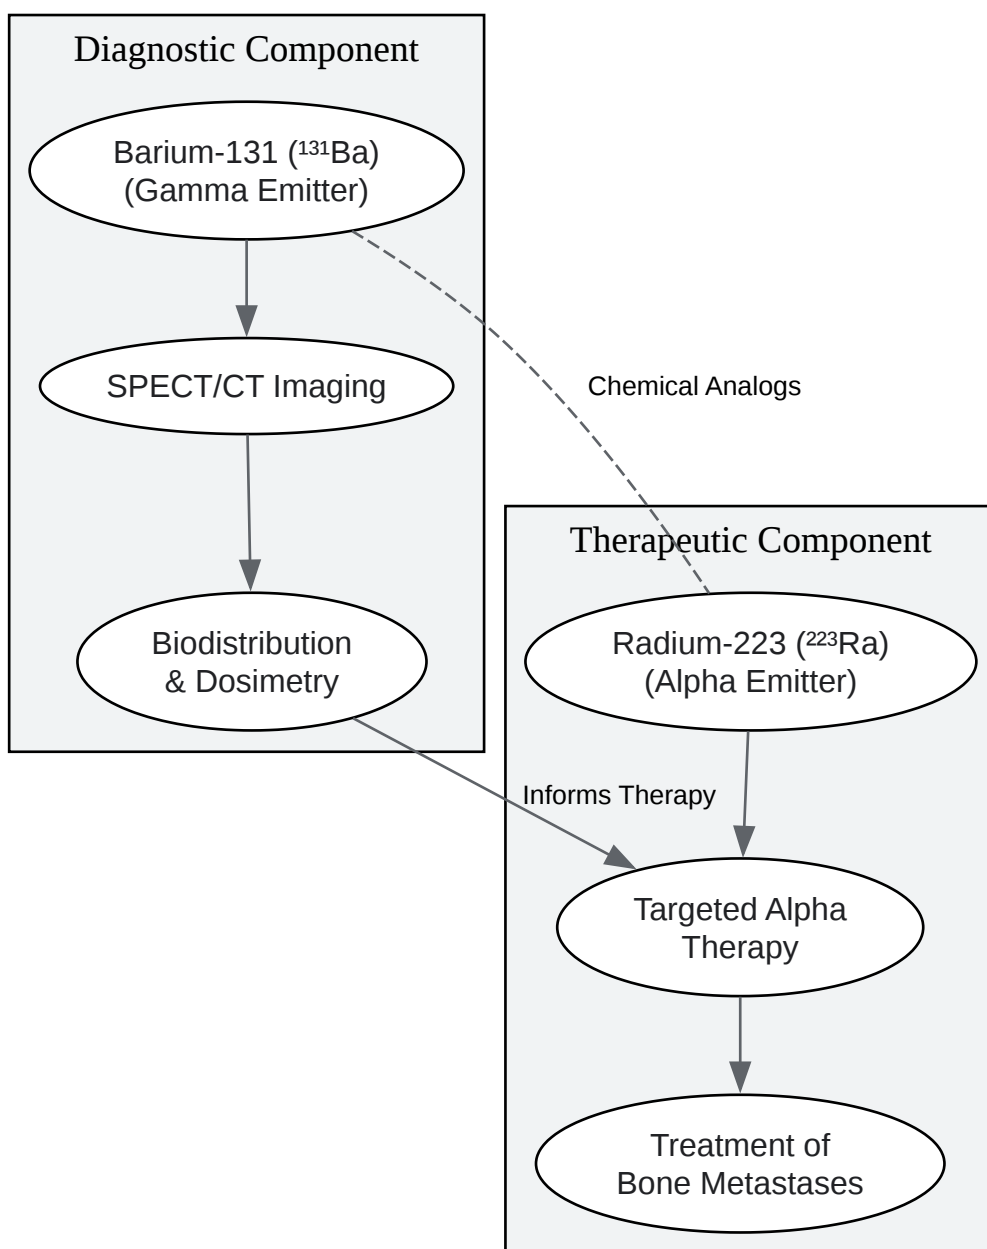 Diagnostic Component
Barium-131 (¹³¹Ba)
(Gamma Emitter)
SPECT/CT Imaging
Chemical Analogs
Biodistribution
& Dosimetry
Therapeutic Component
Radium-223 (²²³Ra)
(Alpha Emitter)
Informs Therapy
Targeted Alpha
Therapy
Treatment of
Bone Metastases